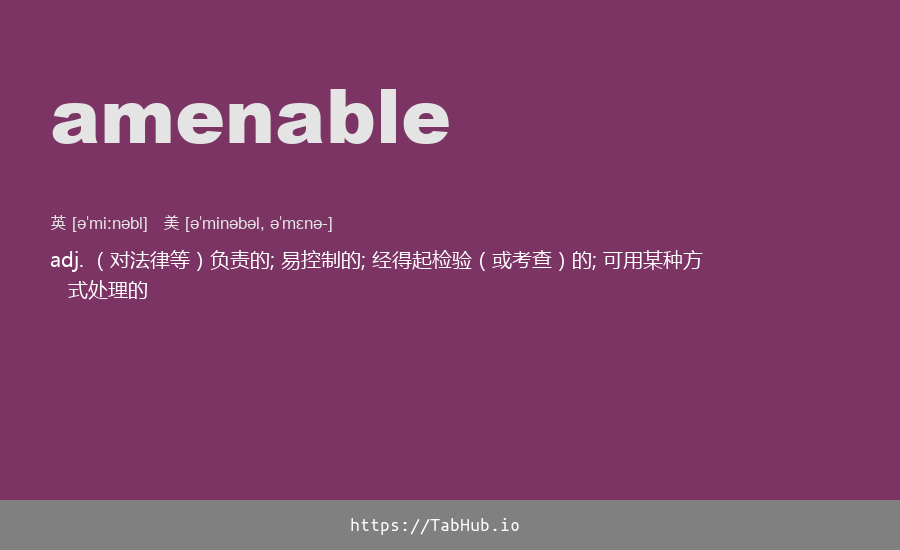 amenable
英 [əˈmiːnəbl] 美 [əˈminəbəl, əˈmɛnə-]
adj.（对法律等）负责的; 易控制的; 经得起检验（或考查）的; 可用某种方
式处理的
https://TabHub.io